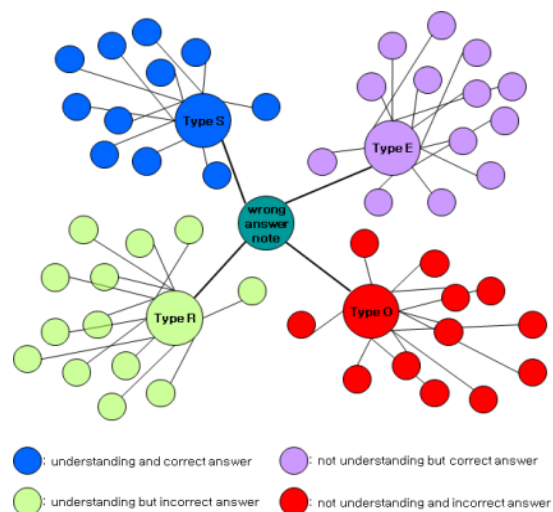 Type S
Type E
wrong
answer
note
Type R
Type O
: understanding and correct answer
: not understanding but correct answer
: understanding but incorrect answer
: not understanding and incorrect answer